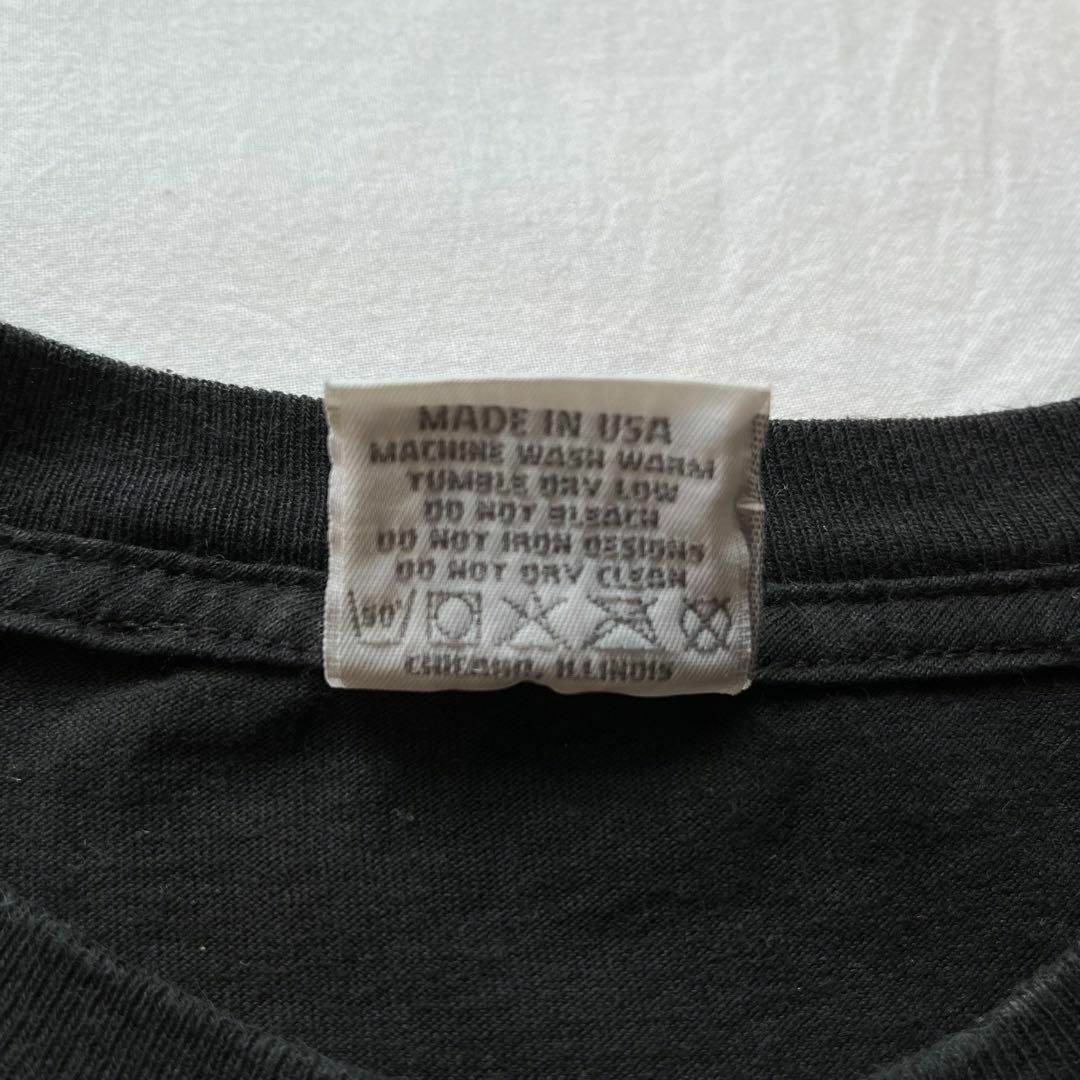 MADE IN USA
MACHINE WASH WARM
TUMBLE DRY LOW
DO NOT BLEACH
DO NOT IRON DESIGNS
DO NOT DRY CLEAN
50°
CHICAGO, ILLINOIS